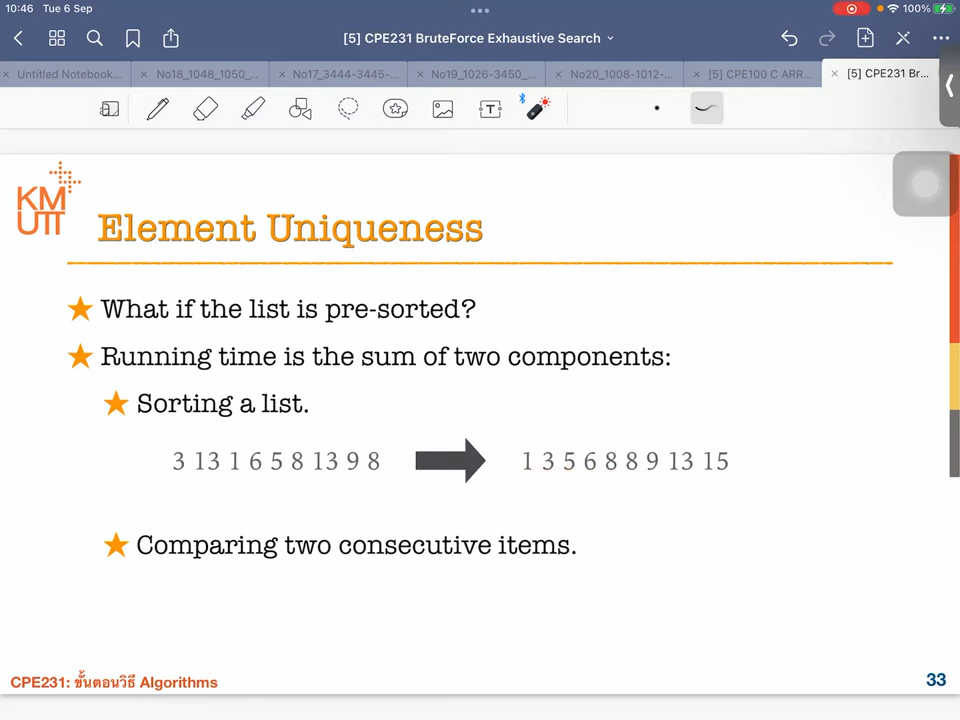 10:46 Tue 6 Sep
100%
[5] CPE231 BruteForce Exhaustive Search
Untitled Notebook...
No18_1048_1050_...
No17_3444-3445-...
No19_1026-3450_...
No20_1008-1012-...
[5] CPE100 C ARR...
[5] CPE231 Br...
KM
UTT
Element Uniqueness
What if the list is pre-sorted?
Running time is the sum of two components:
Sorting a list.
3 13 1 6 5 8 13 9 8
1 3 5 6 8 8 9 13 15
Comparing two consecutive items.
CPE231: ขั้นตอนวิธี Algorithms
33